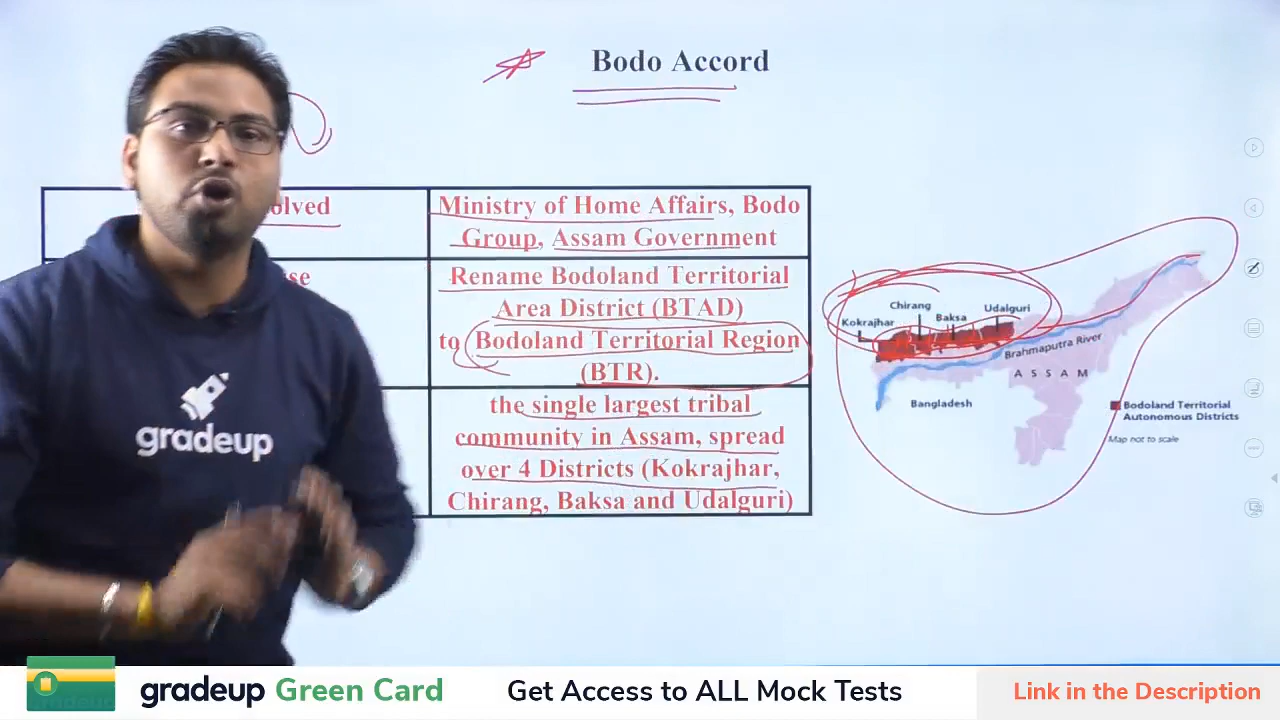 Bodo Accord
Ministry of Home Affairs, Bodo
Group, Assam Government
Rename Bodoland Territorial
Area District (BTAD)
to Bodoland Territorial Region
(BTR).
the single largest tribal
community in Assam, spread
over 4 Districts (Kokrajhar,
Chirang, Baksa and Udalguri)
Chirang
Udalguri
Baksa
Kokrajhar
Brahmaputra River
ASSAM
Bangladesh
Bodoland Territorial
Autonomous Districts
Map not to scale
gradeup
gradeup Green Card
Get Access to ALL Mock Tests
Link in the Description